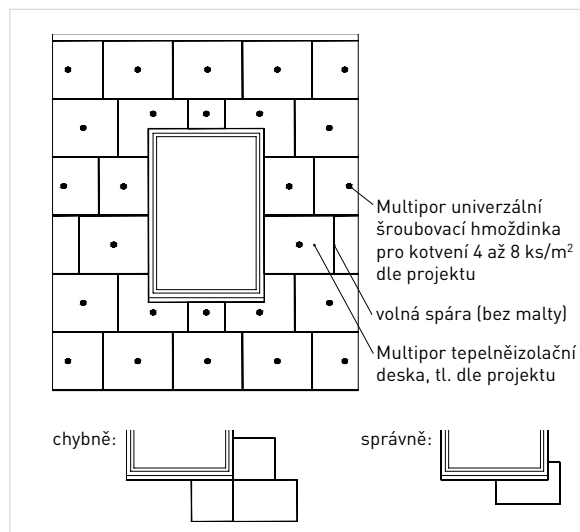 Multipor univerzální
šroubovací hmoždinka
pro kotvení 4 až 8 ks/m²
dle projektu
volná spára (bez malty)
Multipor tepelněizolační
deska, tl. dle projektu
chybně:
správně: